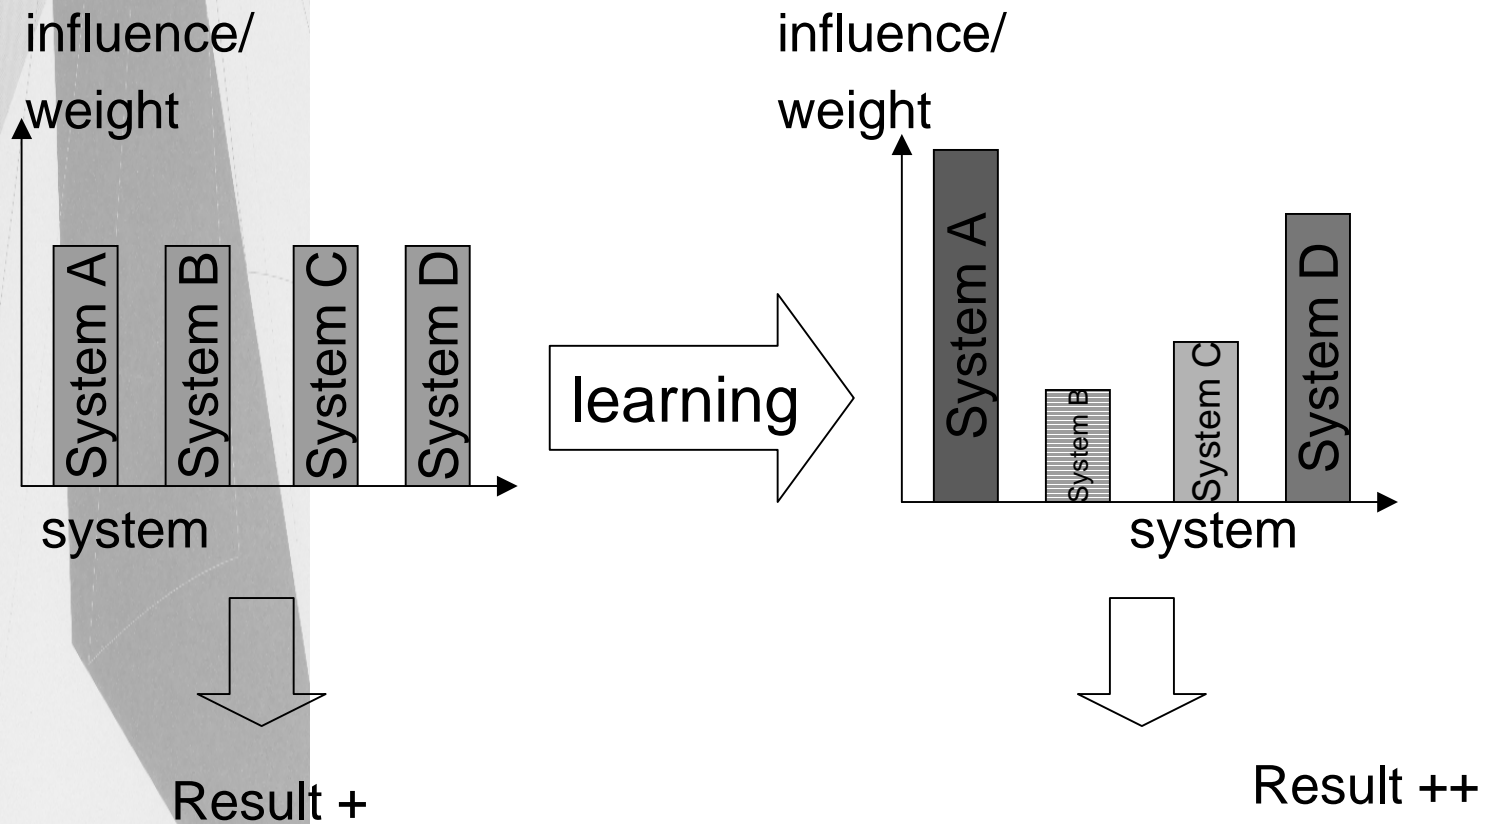 influence/
weight
System A
System B
System C
System D
system
Result +
learning
influence/
weight
System A
System B
System C
System D
system
Result ++